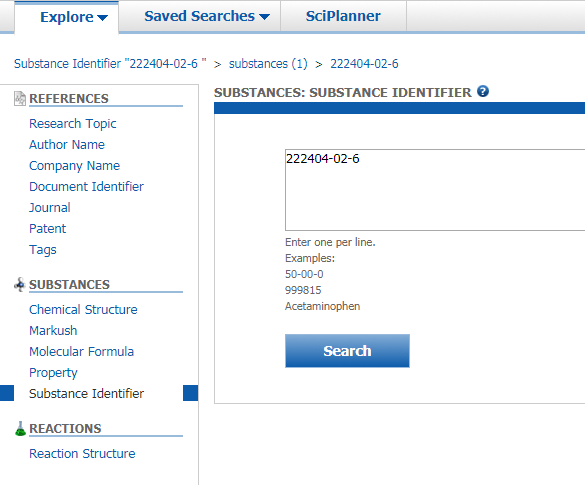 Explore Saved Searches SciPlanner
Substance Identifier "222404-02-6 " > substances (1) > 222404-02-6
REFERENCES
Research Topic
Author Name
Company Name
Document Identifier
Journal
Patent
Tags
SUBSTANCES
Chemical Structure
Markush
Molecular Formula
Property
Substance Identifier
REACTIONS
Reaction Structure
SUBSTANCES: SUBSTANCE IDENTIFIER ?
222404-02-6
Enter one per line.
Examples:
50-00-0
999815
Acetaminophen
Search